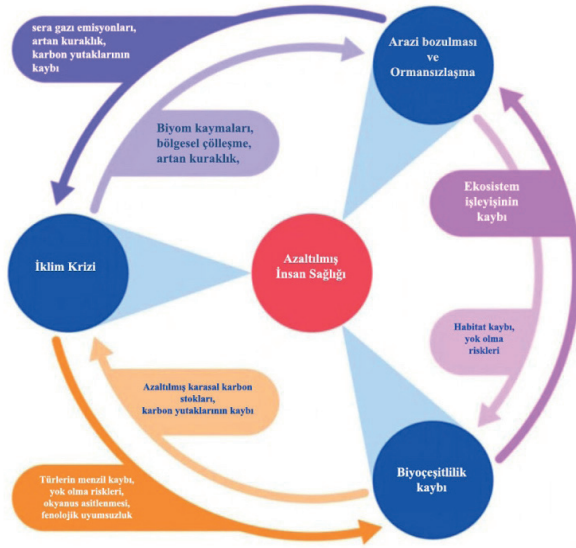 sera gazı emisyonları,
artan kuraklık,
karbon yutaklarının
kaybı
Arazi bozulması
ve
Ormansızlaşma
Biyom kaymaları,
bölgesel çölleşme,
artan kuraklık,
Ekosistem
işleyişinin
kaybı
İklim Krizi
Azaltılmış
İnsan Sağlığı
Habitat kaybı,
yok olma
riskleri
Azaltılmış karasal karbon
stokları,
karbon yutaklarının kaybı
Türlerin menzil kaybı,
yok olma riskleri,
okyanus asitlenmesi,
fenolojik uyumsuzluk
Biyoçeşitlilik
kaybı